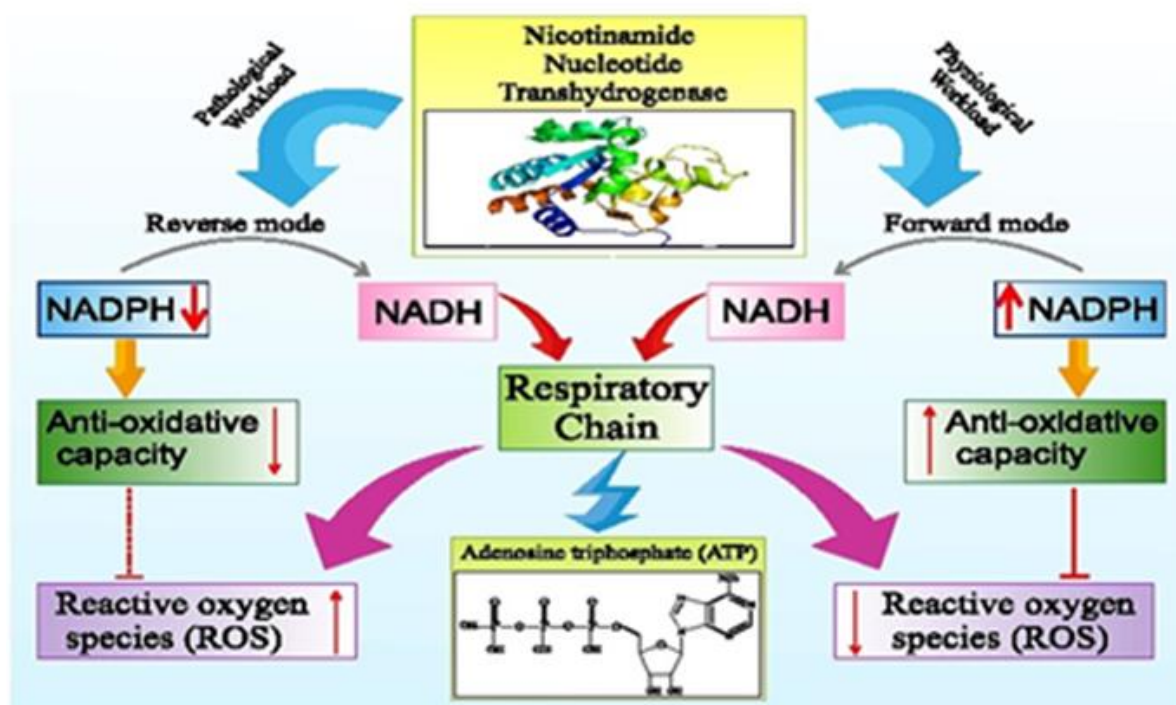 Nicotinamide
Nucleotide
Transhydrogenase
Pathological
Workload
Physiological
Workload
Reverse mode
Forward mode
NADPH
NADH
NADH
NADPH
Respiratory
Chain
Anti-oxidative
capacity
Anti-oxidative
capacity
Adenosine triphosphate (ATP)
Reactive oxygen
species (ROS)
Reactive oxygen
species (ROS)